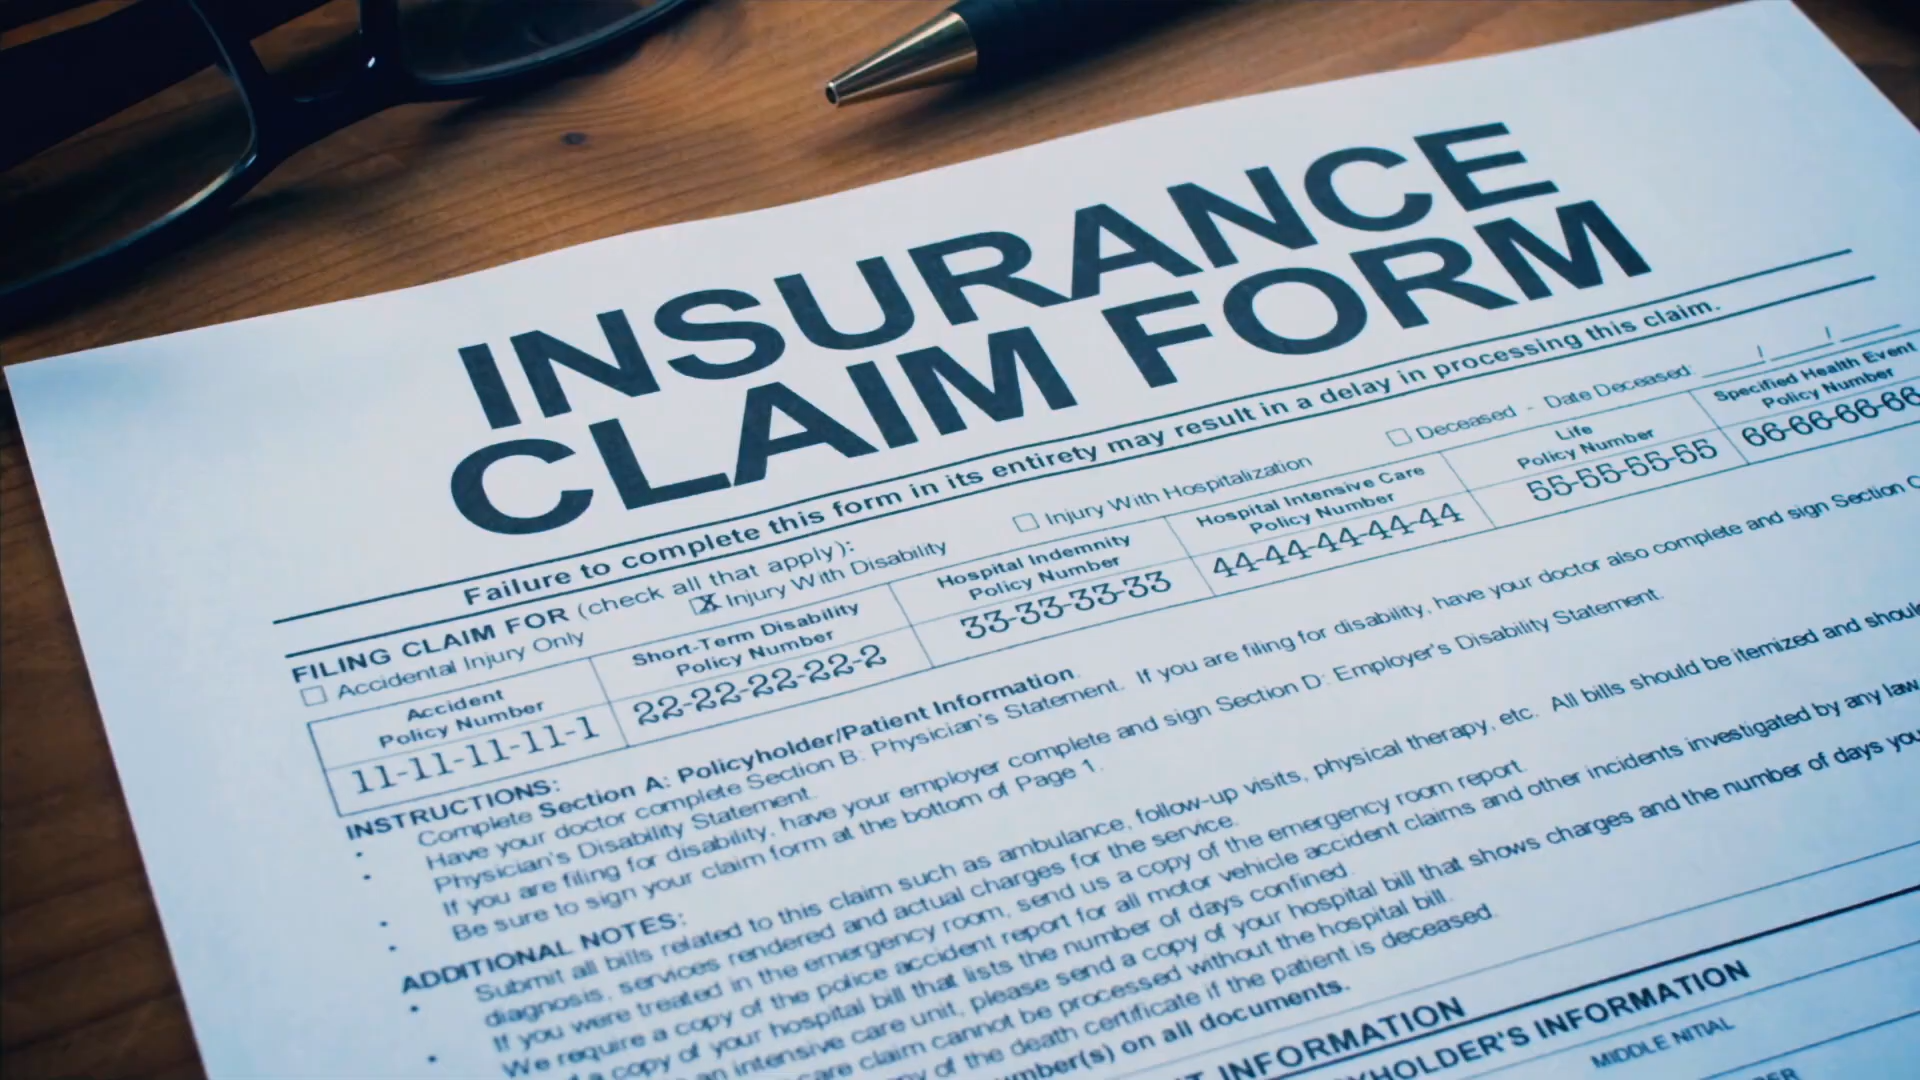 INSURANCE
CLAIM FORM
Failure to complete this form in its entirety may result in a delay in processing this claim.
FILING CLAIM FOR (check all that apply):
Accidental Injury Only
X Injury With Disability
Injury With Hospitalization
Deceased - Date Deceased: / /
Accident
Policy Number
11-11-11-11-1
Short-Term Disability
Policy Number
22-22-22-22-2
Hospital Indemnity
Policy Number
33-33-33-33
Hospital Intensive Care
Policy Number
44-44-44-44-44
Life
Policy Number
55-55-55-55
Specified Health Event
Policy Number
66-66-66-66
INSTRUCTIONS:
• Complete Section A: Policyholder/Patient Information.
• Have your doctor complete Section B: Physician's Statement. If you are filing for disability, have your doctor also complete and sign Section C
Physician's Disability Statement.
• If you are filing for disability, have your employer complete and sign Section D: Employer's Disability Statement.
• Be sure to sign your claim form at the bottom of Page 1.
ADDITIONAL NOTES:
• Submit all bills related to this claim such as ambulance, follow-up visits, physical therapy, etc. All bills should be itemized and
diagnosis, services rendered and actual charges for the service.
• If you were treated in the emergency room, send us a copy of the emergency room report.
We require a copy of the police accident report for all motor vehicle accident claims and other incidents investigated by any law
a copy of your hospital bill that lists the number of days confined.
an intensive care unit, please send a copy of your hospital bill that shows charges and the number of days
care claim cannot be processed without the hospital bill.
of the death certificate if the patient is deceased.
on all documents.
INFORMATION
INFORMATION
MIDDLE NITIAL